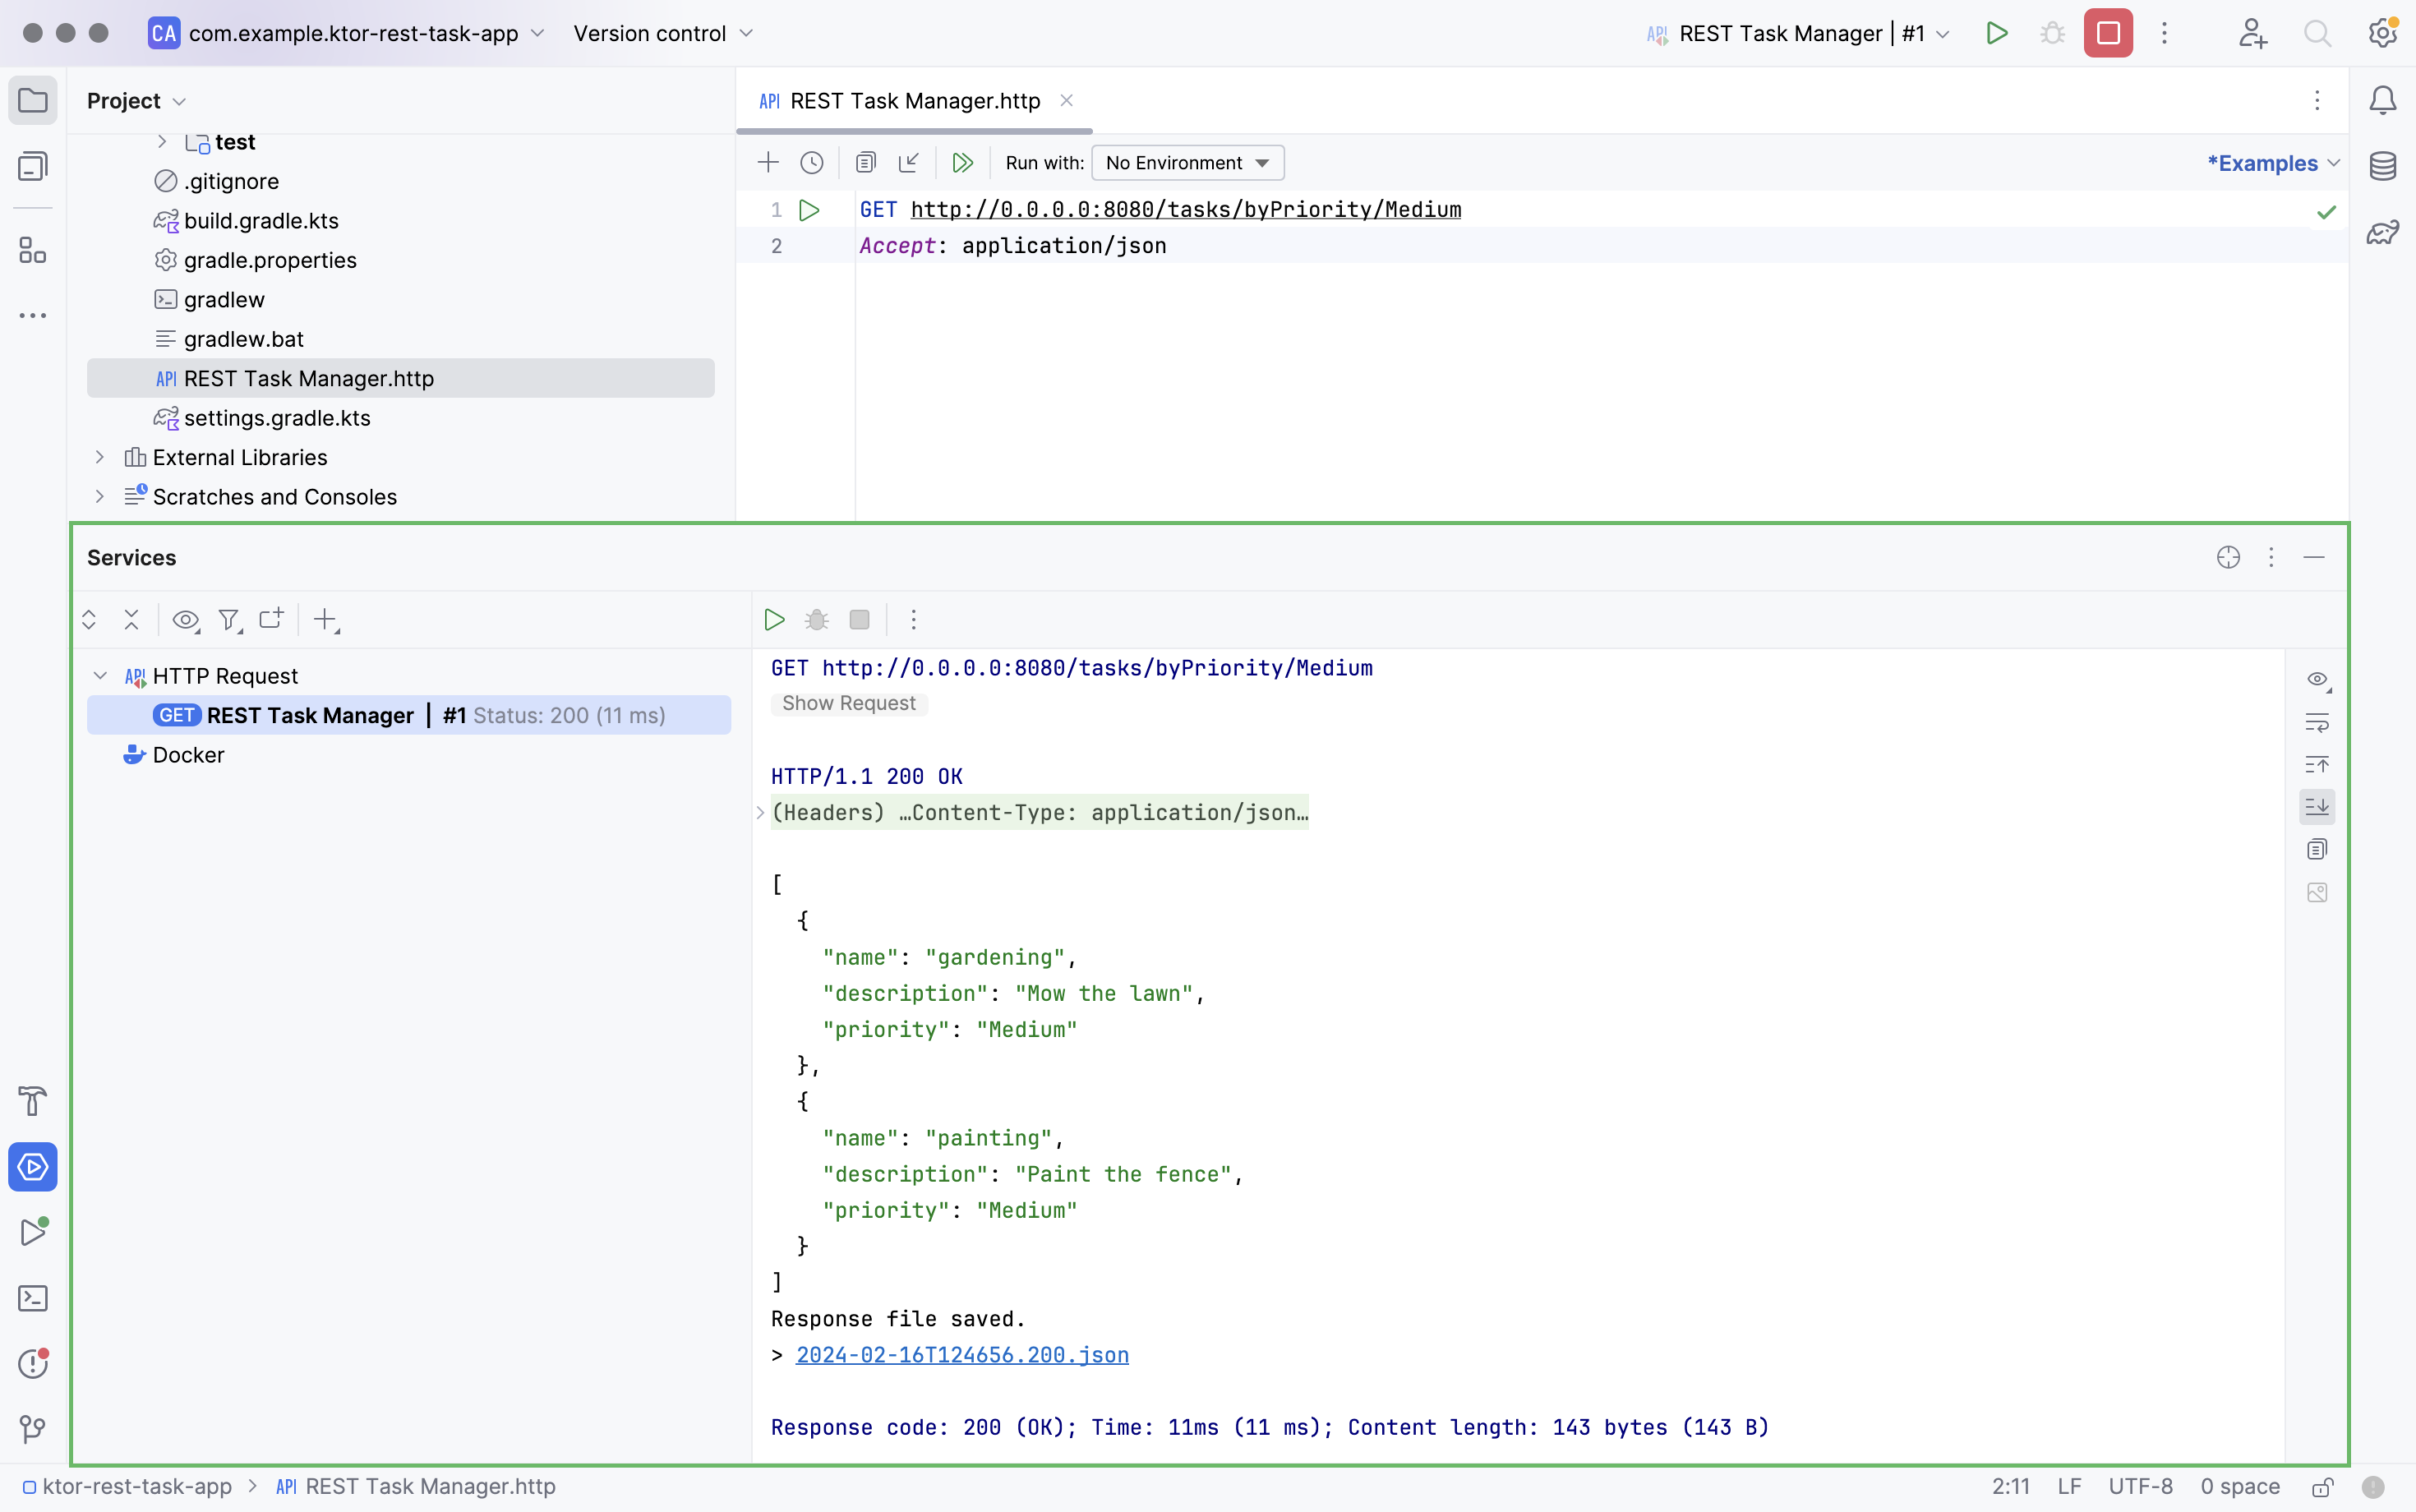 CA com.example.ktor-rest-task-app Version control
API REST Task Manager | #1
Project
API REST Task Manager.http
test
.gitignore
build.gradle.kts
gradle.properties
gradlew
gradlew.bat
API REST Task Manager.http
settings.gradle.kts
External Libraries
Scratches and Consoles
Run with: No Environment
*Examples
1 GET http://0.0.0.0:8080/tasks/byPriority/Medium
2 Accept: application/json
Services
API HTTP Request
GET REST Task Manager | #1 Status: 200 (11 ms)
Docker
GET http://0.0.0.0:8080/tasks/byPriority/Medium
Show Request
HTTP/1.1 200 OK
(Headers) …Content-Type: application/json…
[
{
"name": "gardening",
"description": "Mow the lawn",
"priority": "Medium"
},
{
"name": "painting",
"description": "Paint the fence",
"priority": "Medium"
}
]
Response file saved.
> 2024-02-16T124656.200.json
Response code: 200 (OK); Time: 11ms (11 ms); Content length: 143 bytes (143 B)
ktor-rest-task-app > API REST Task Manager.http
2:11 LF UTF-8 0 space